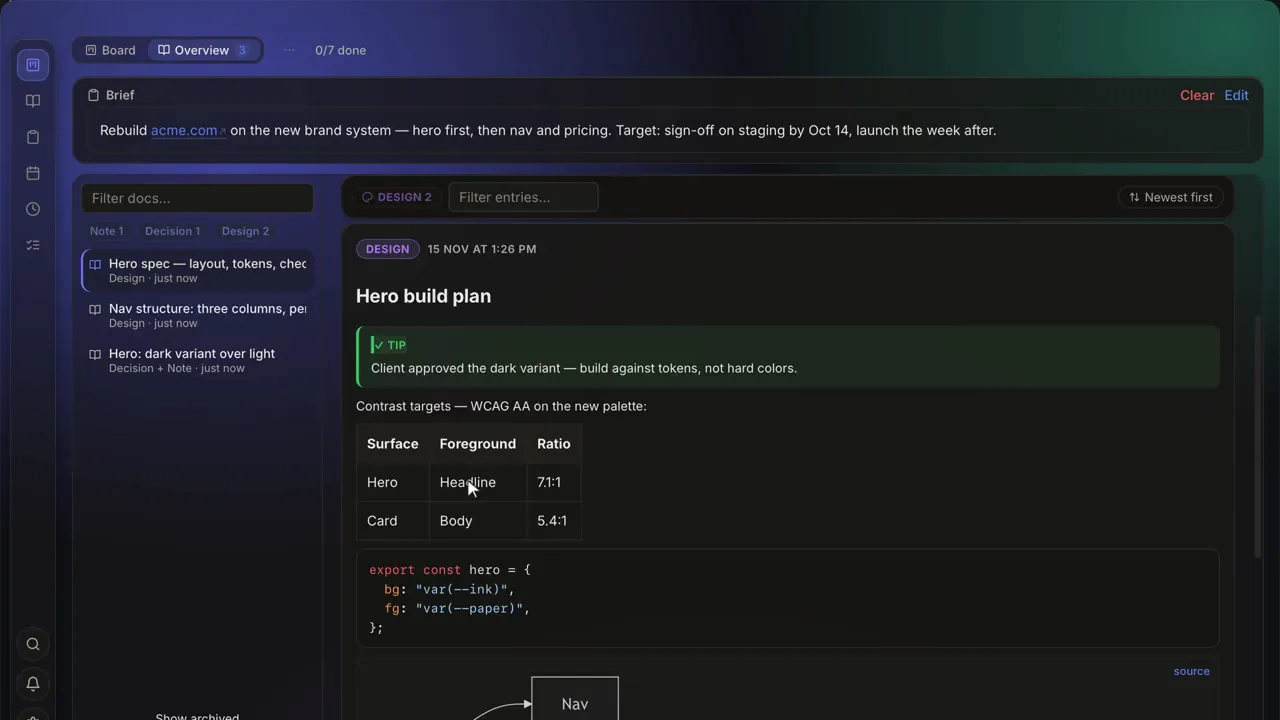 Board
Overview 3
...
0/7 done
Brief
Clear
Edit
Rebuild acme.com↗ on the new brand system — hero first, then nav and pricing. Target: sign-off on staging by Oct 14, launch the week after.
Filter docs...
Note 1
Decision 1
Design 2
Hero spec — layout, tokens, chec
Design · just now
Nav structure: three columns, per
Design · just now
Hero: dark variant over light
Decision + Note · just now
Show archived
DESIGN 2
Filter entries...
Newest first
DESIGN
15 NOV AT 1:26 PM
Hero build plan
TIP
Client approved the dark variant — build against tokens, not hard colors.
Contrast targets — WCAG AA on the new palette:
Surface Foreground Ratio
Hero Headline 7.1:1
Card Body 5.4:1
export const hero = {
  bg: "var(--ink)",
  fg: "var(--paper)",
};
source
Nav